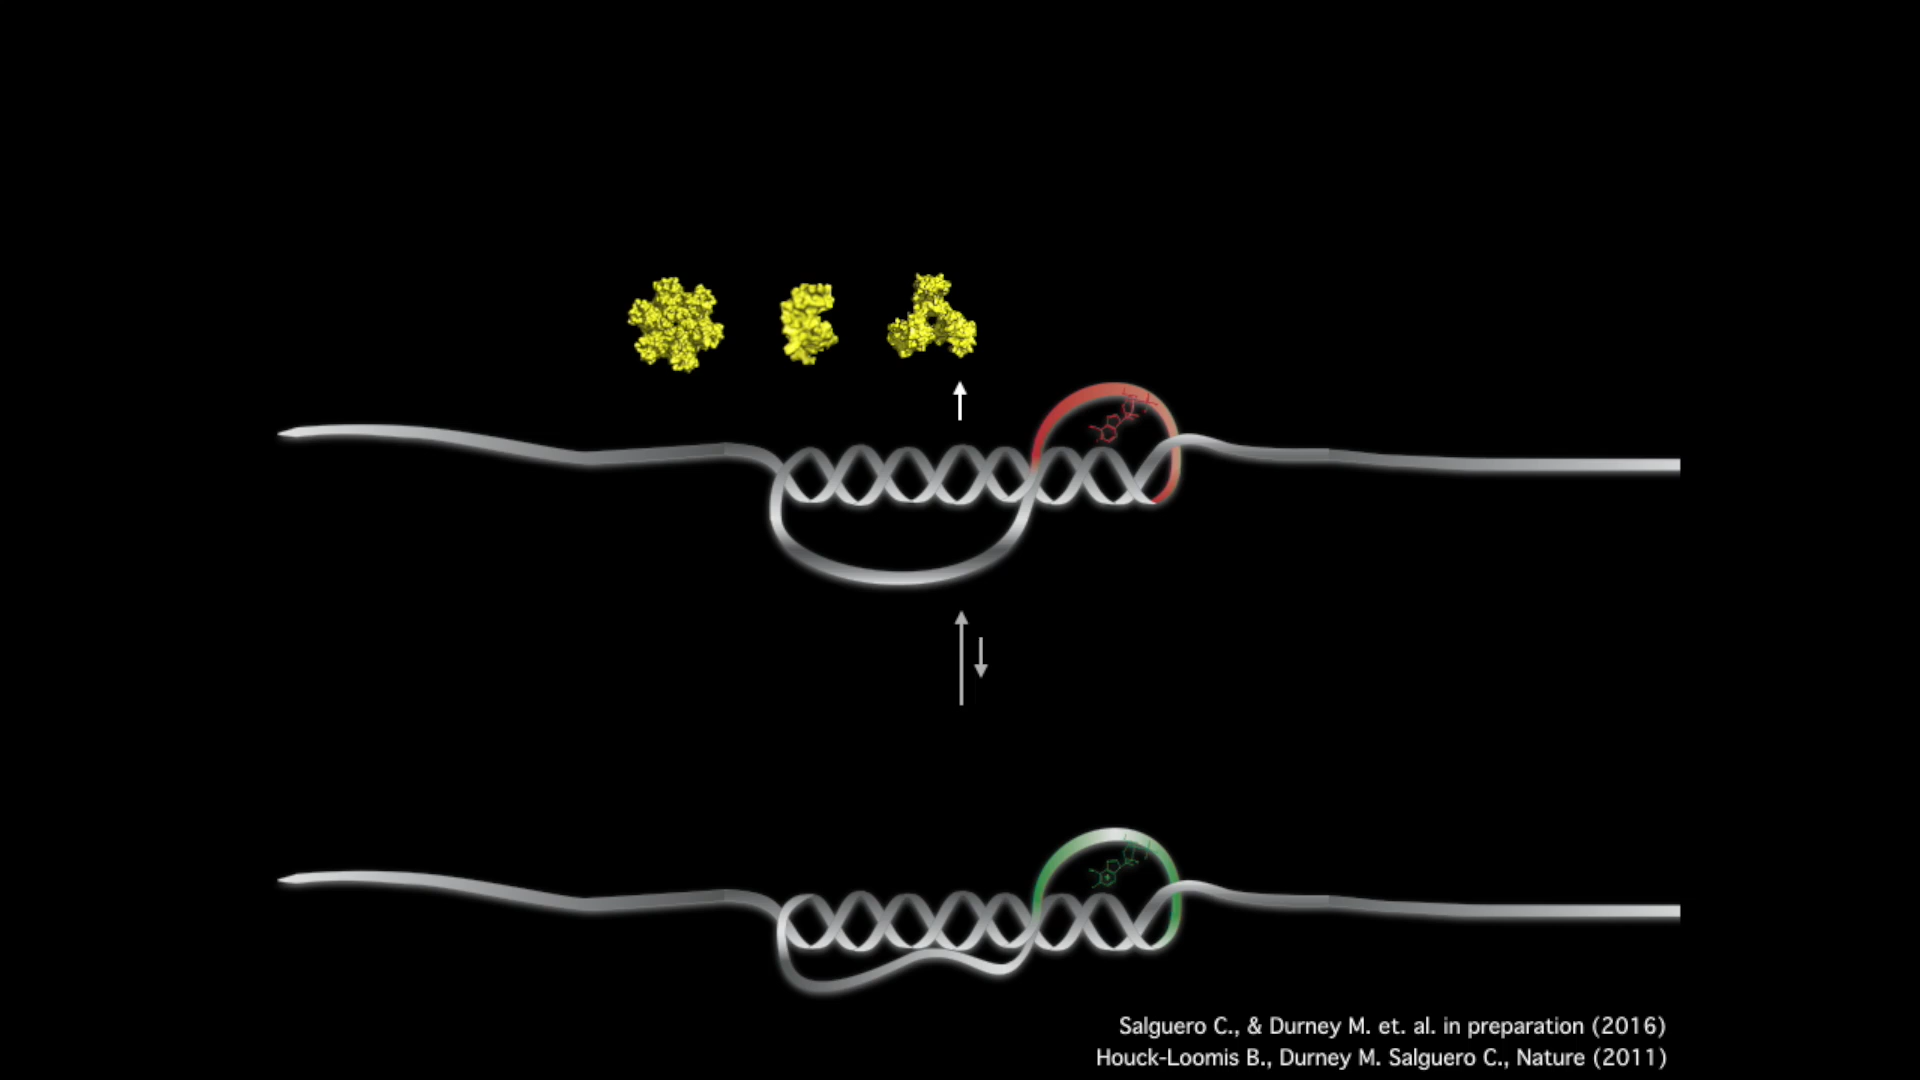 Salguero C., & Durney M. et. al. in preparation (2016)
Houck-Loomis B., Durney M. Salguero C., Nature (2011)